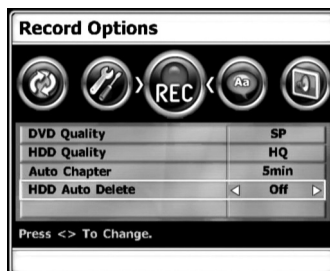 Record Options
REC Aa
DVD Quality SP
HDD Quality HQ
Auto Chapter 5min
HDD Auto Delete Off
Press <> To Change.